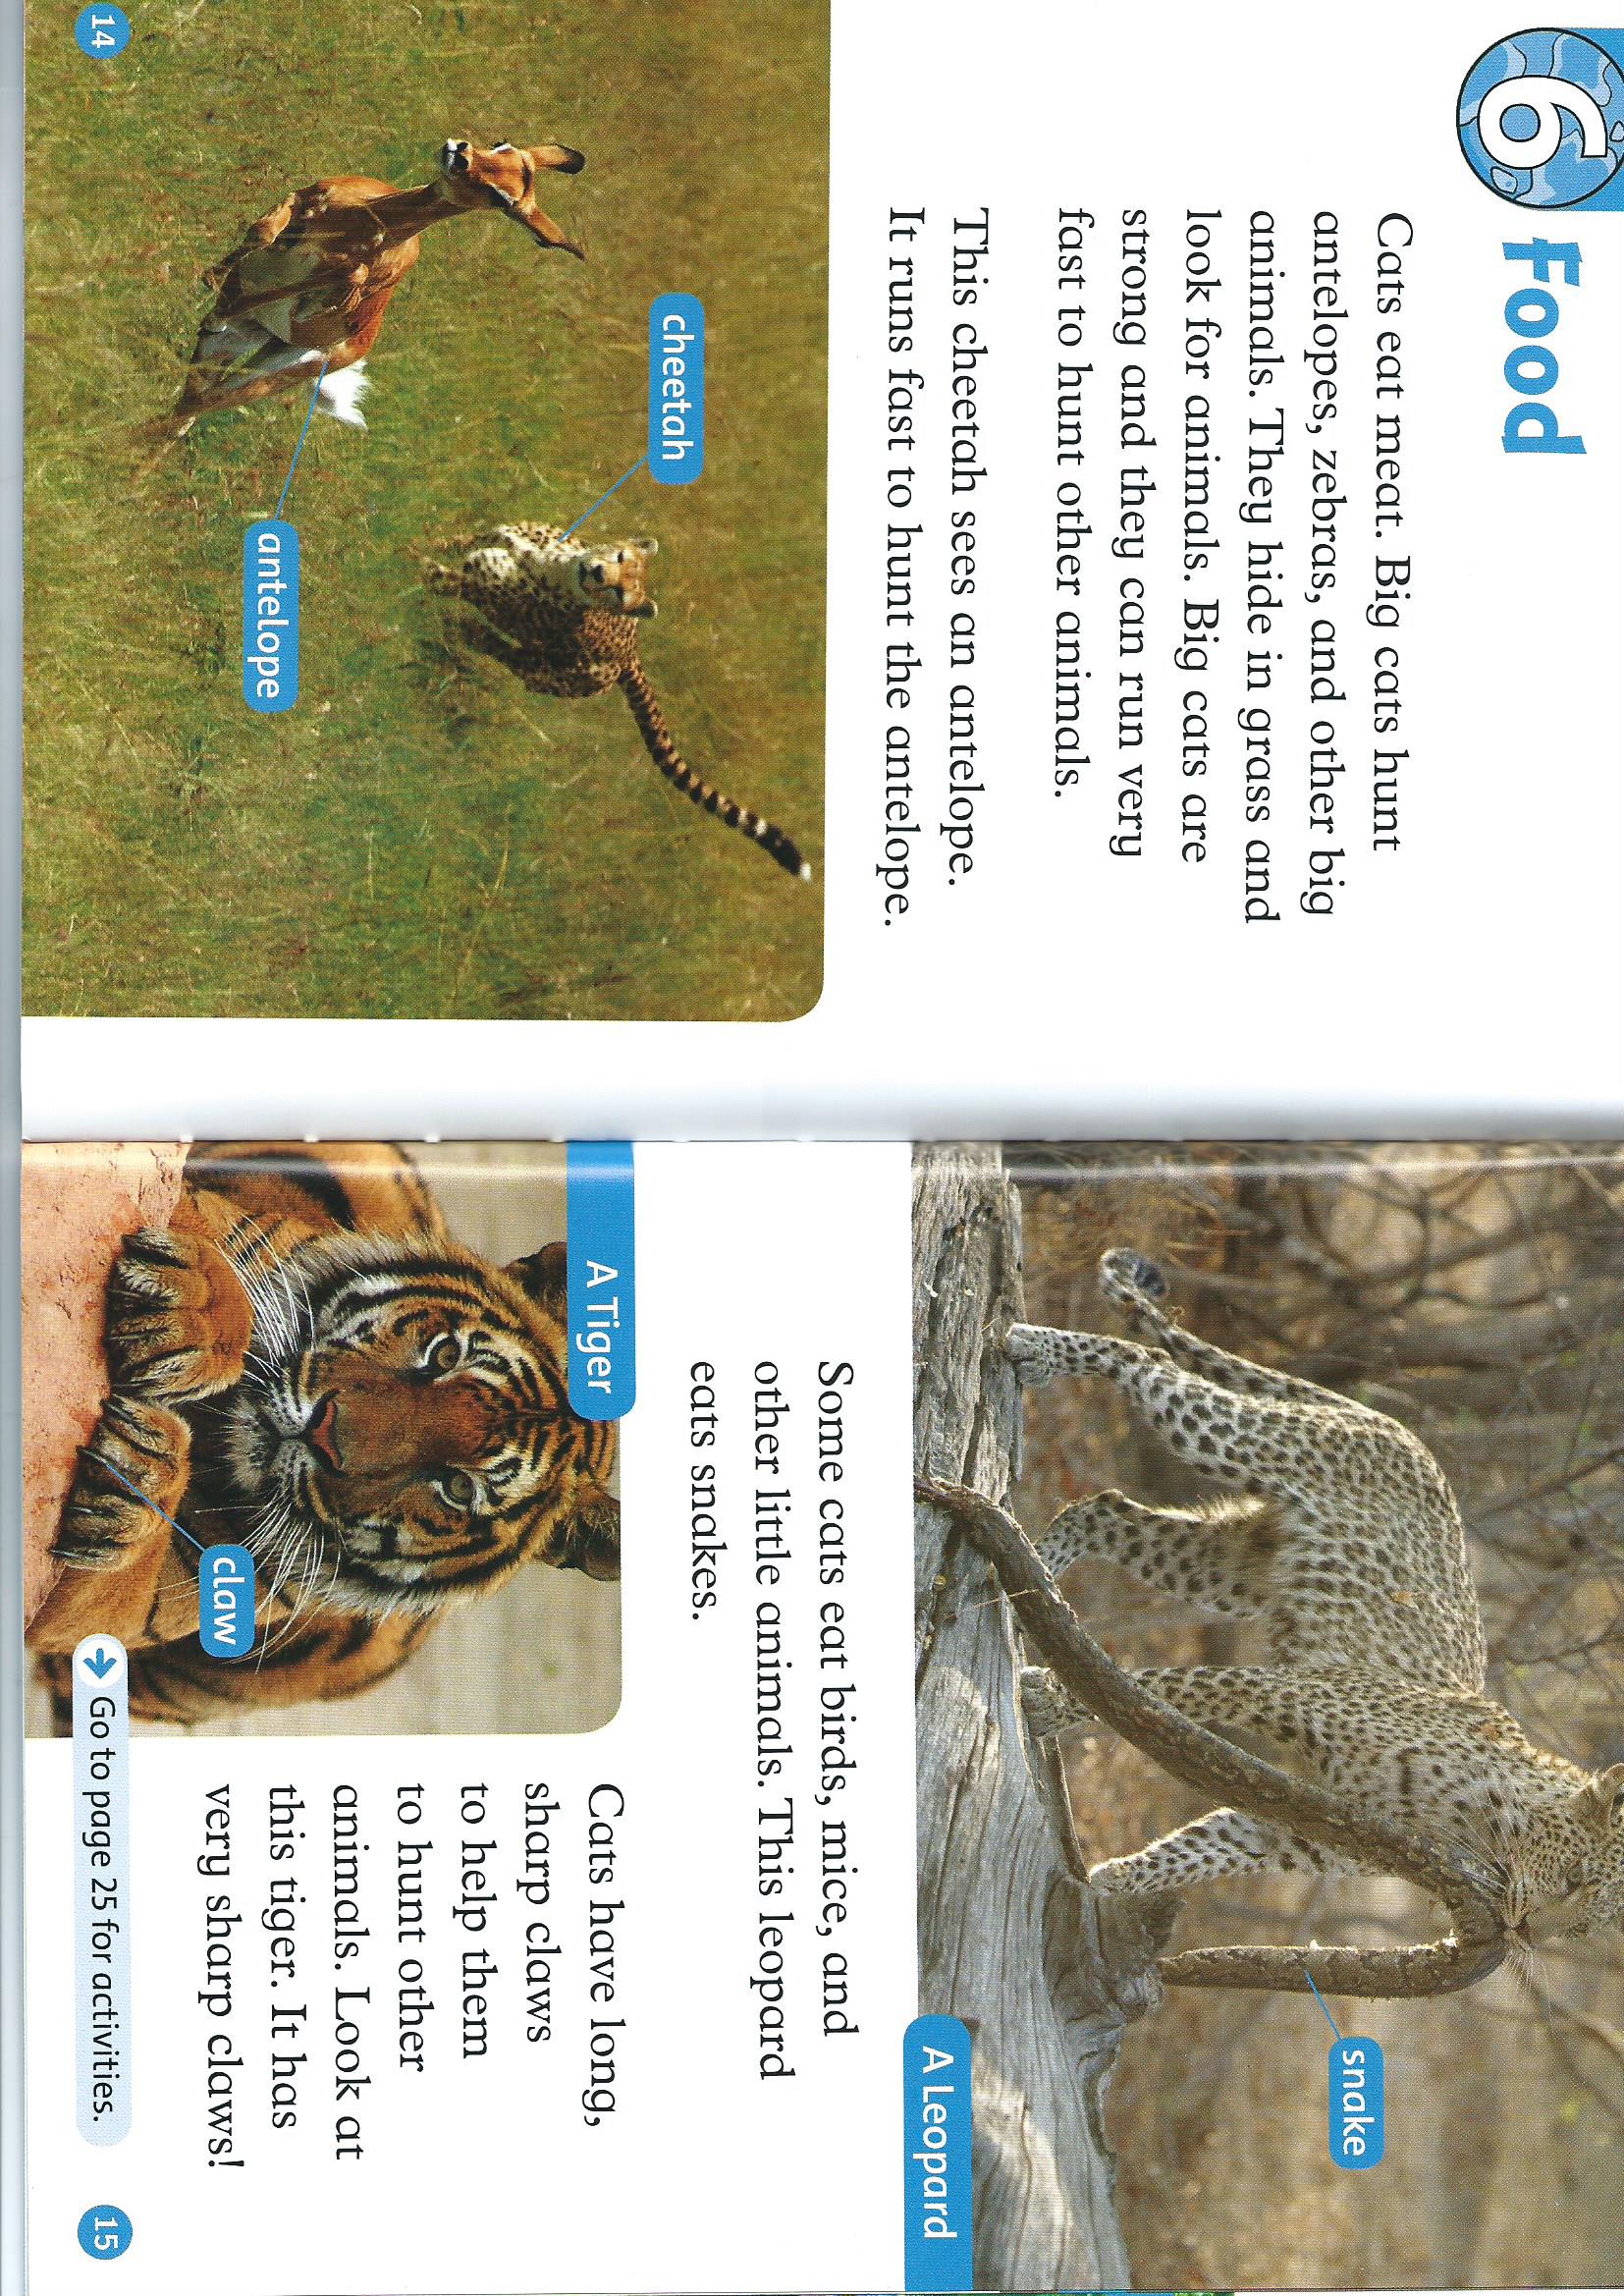 6 Food
Cats eat meat. Big cats hunt
antelopes, zebras, and other big
animals. They hide in grass and
look for animals. Big cats are
strong and they can run very
fast to hunt other animals.
This cheetah sees an antelope.
It runs fast to hunt the antelope.
cheetah
antelope
14
snake
A Leopard
Some cats eat birds, mice, and
other little animals. This leopard
eats snakes.
A Tiger
claw
Cats have long,
sharp claws
to help them
to hunt other
animals. Look at
this tiger. It has
very sharp claws!
Go to page 25 for activities.
15